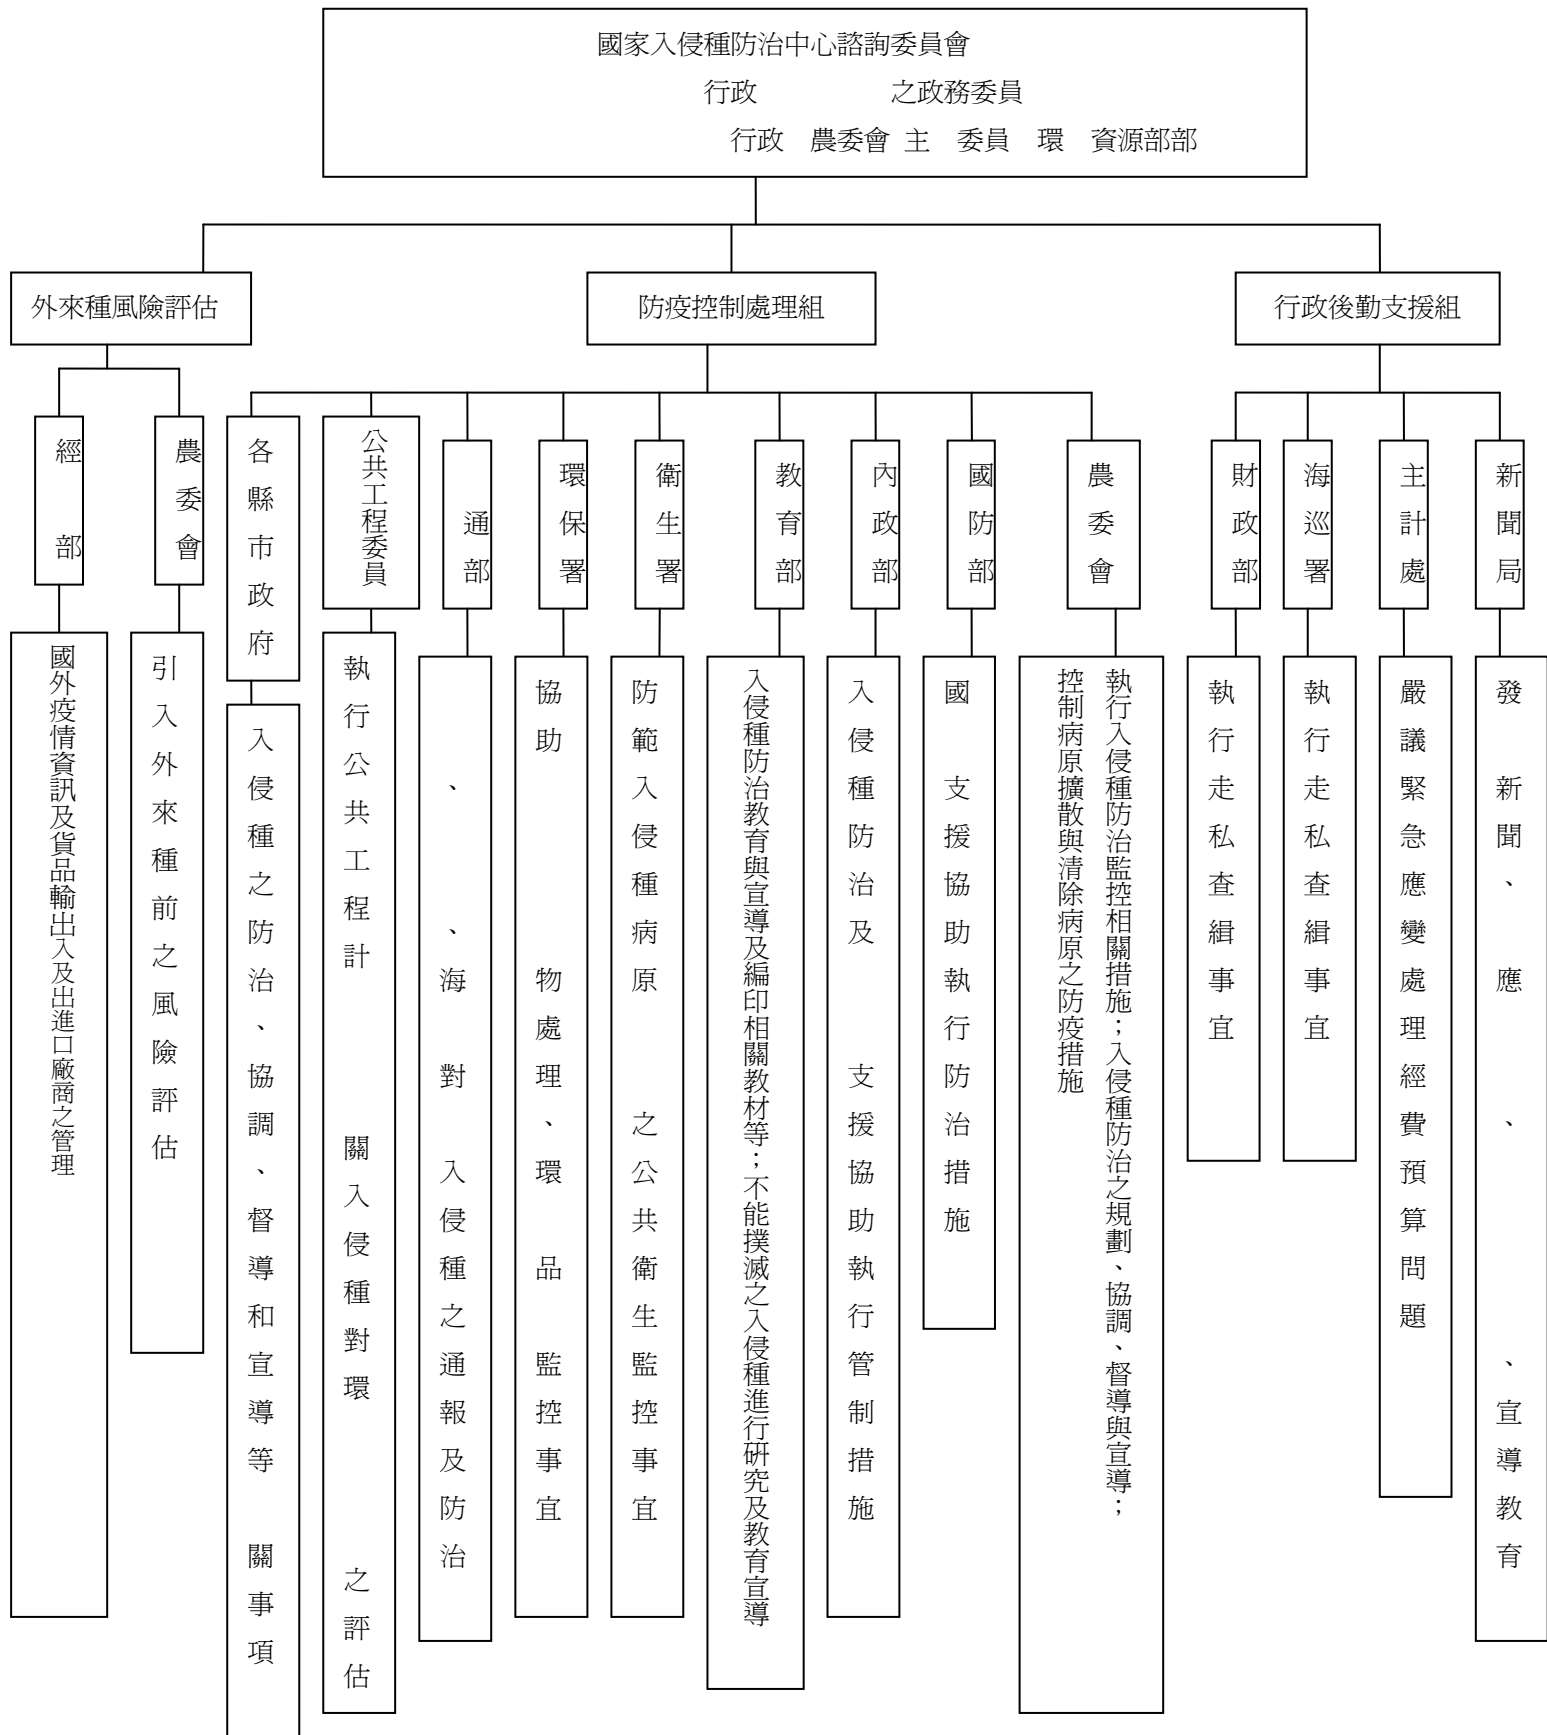 國家入侵種防治中心諮詢委員會
行政 之政務委員
行政 農委會 主 委員 環 資源部部
外來種風險評估
防疫控制處理組
行政後勤支援組
經 部
農委會
各縣市政府
公共工程委員
通部
環保署
衛生署
教育部
內政部
國防部
農委會
財政部
海巡署
主計處
新聞局
國外疫情資訊及貨品輸出入及出進口廠商之管理
引入外來種前之風險評估
入侵種之防治、協調、督導和宣導等 關事項
執行公共工程計 關入侵種對環 之評估
、 、海 對 入侵種之通報及防治
協助 物處理、環 品 監控事宜
防範入侵種病原 之公共衛生監控事宜
入侵種防治教育與宣導及編印相關教材等；不能撲滅之入侵種進行研究及教育宣導
入侵種防治及 支援協助執行管制措施
國 支援協助執行防治措施
執行入侵種防治監控相關措施；入侵種防治之規劃、協調、督導與宣導；
控制病原擴散與清除病原之防疫措施
執行走私查緝事宜
執行走私查緝事宜
嚴議緊急應變處理經費預算問題
發 新聞、應 、 、宣導教育